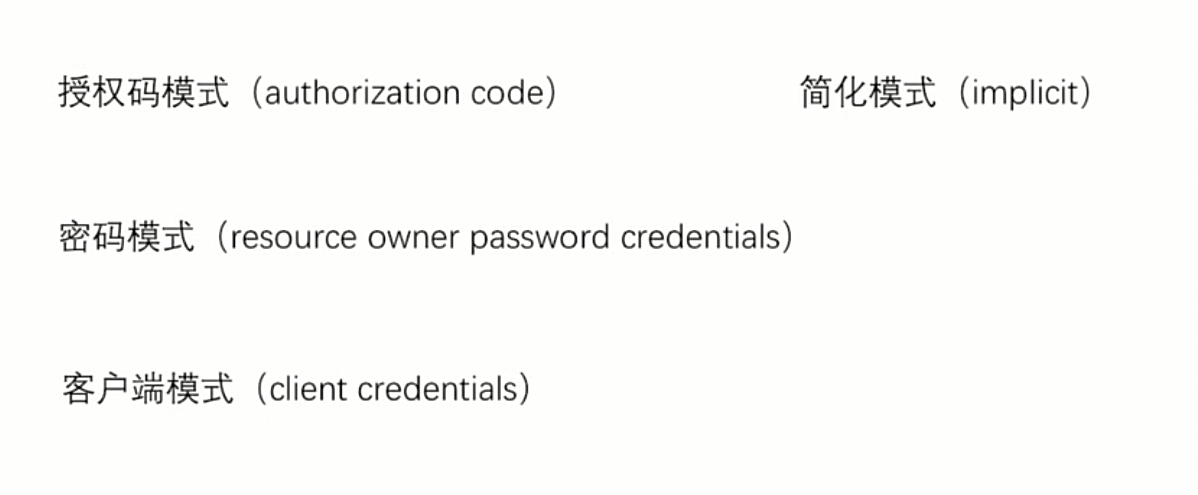 授权码模式（authorization code）
简化模式（implicit）
密码模式（resource owner password credentials）
客户端模式（client credentials）